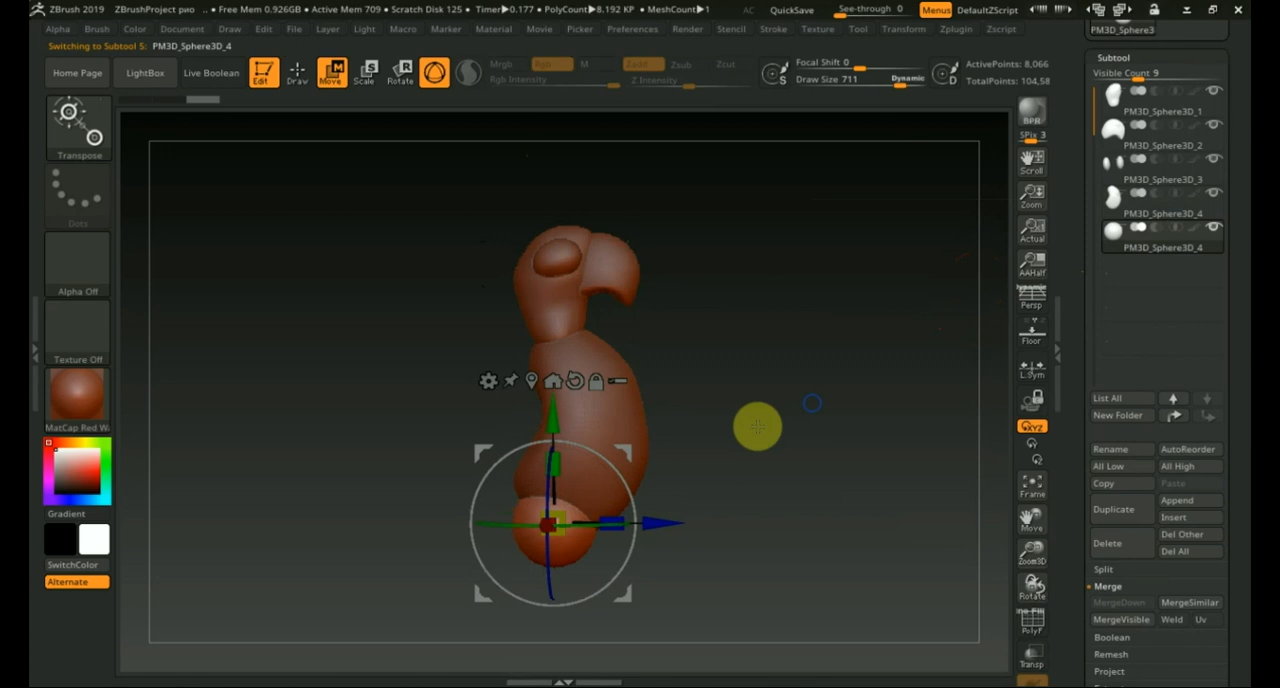 ZBrush 2019 ZBrushProject рио .. • Free Mem 0.926GB • Active Mem 709 • Scratch Disk 125 • Timer▶0.177 • PolyCount▶8.192 KP • MeshCount▶1 AC QuickSave See-through 0 Menus DefaultZScript
Alpha Brush Color Document Draw Edit File Layer Light Macro Marker Material Movie Picker Preferences Render Stencil Stroke Texture Tool Transform Zplugin Zscript
Switching to Subtool 5: PM3D_Sphere3D_4
Home Page LightBox Live Boolean Edit Draw Move Scale Rotate
Mrgb Rgb M Zadd Zsub Zcut
Rgb Intensity Z Intensity
S Focal Shift 0
Draw Size 711 Dynamic
D ActivePoints: 8,066
TotalPoints: 104,58
Transpose
Dots
Alpha Off
Texture Off
MatCap Red W
Gradient
SwitchColor
Alternate
BPR
SPix 3
Scroll
Zoom
Actual
AAHalf
Dynamic
Persp
Floor
L.Sym
XYZ
Frame
Move
Zoom3D
Rotate
PolyF
Transp
PM3D_Sphere3
Subtool
Visible Count 9
PM3D_Sphere3D_1
PM3D_Sphere3D_2
PM3D_Sphere3D_3
PM3D_Sphere3D_4
PM3D_Sphere3D_4
List All
New Folder
Rename AutoReorder
All Low All High
Copy Paste
Duplicate Append
Insert
Delete Del Other
Del All
Split
Merge
MergeDown MergeSimilar
MergeVisible Weld Uv
Boolean
Remesh
Project